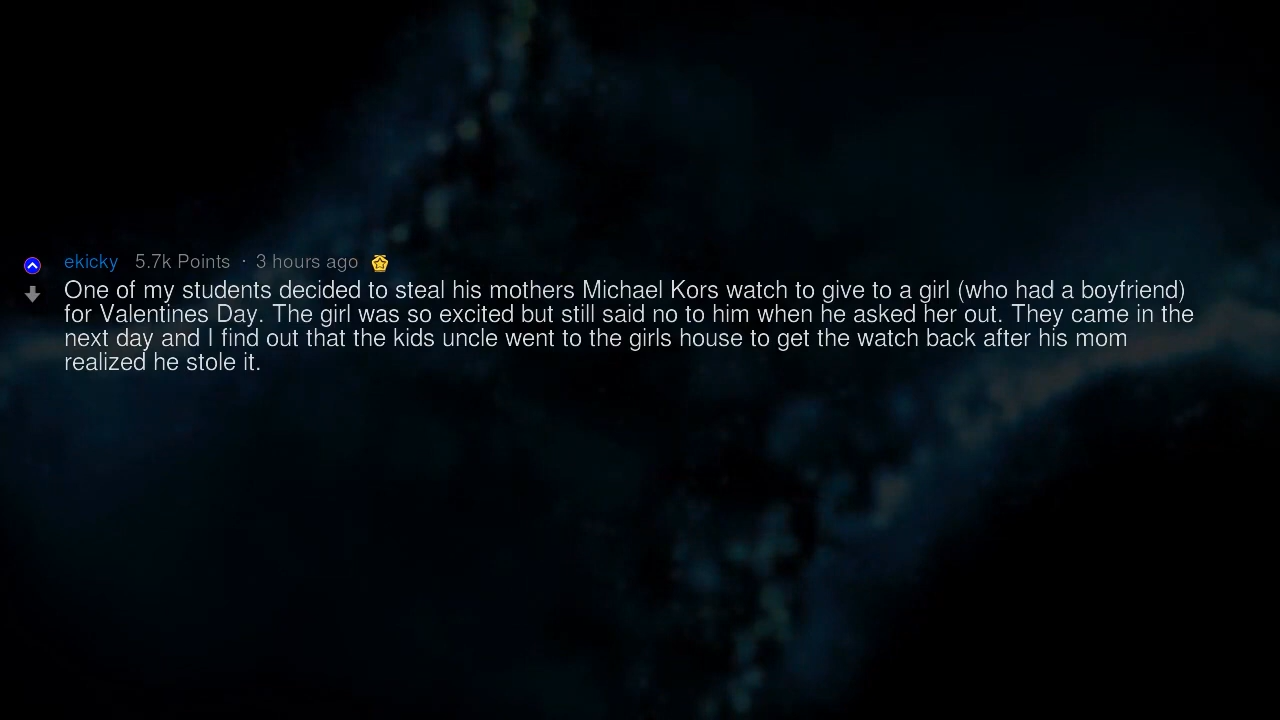 ekicky 5.7k Points · 3 hours ago
One of my students decided to steal his mothers Michael Kors watch to give to a girl (who had a boyfriend)
for Valentines Day. The girl was so excited but still said no to him when he asked her out. They came in the
next day and I find out that the kids uncle went to the girls house to get the watch back after his mom
realized he stole it.